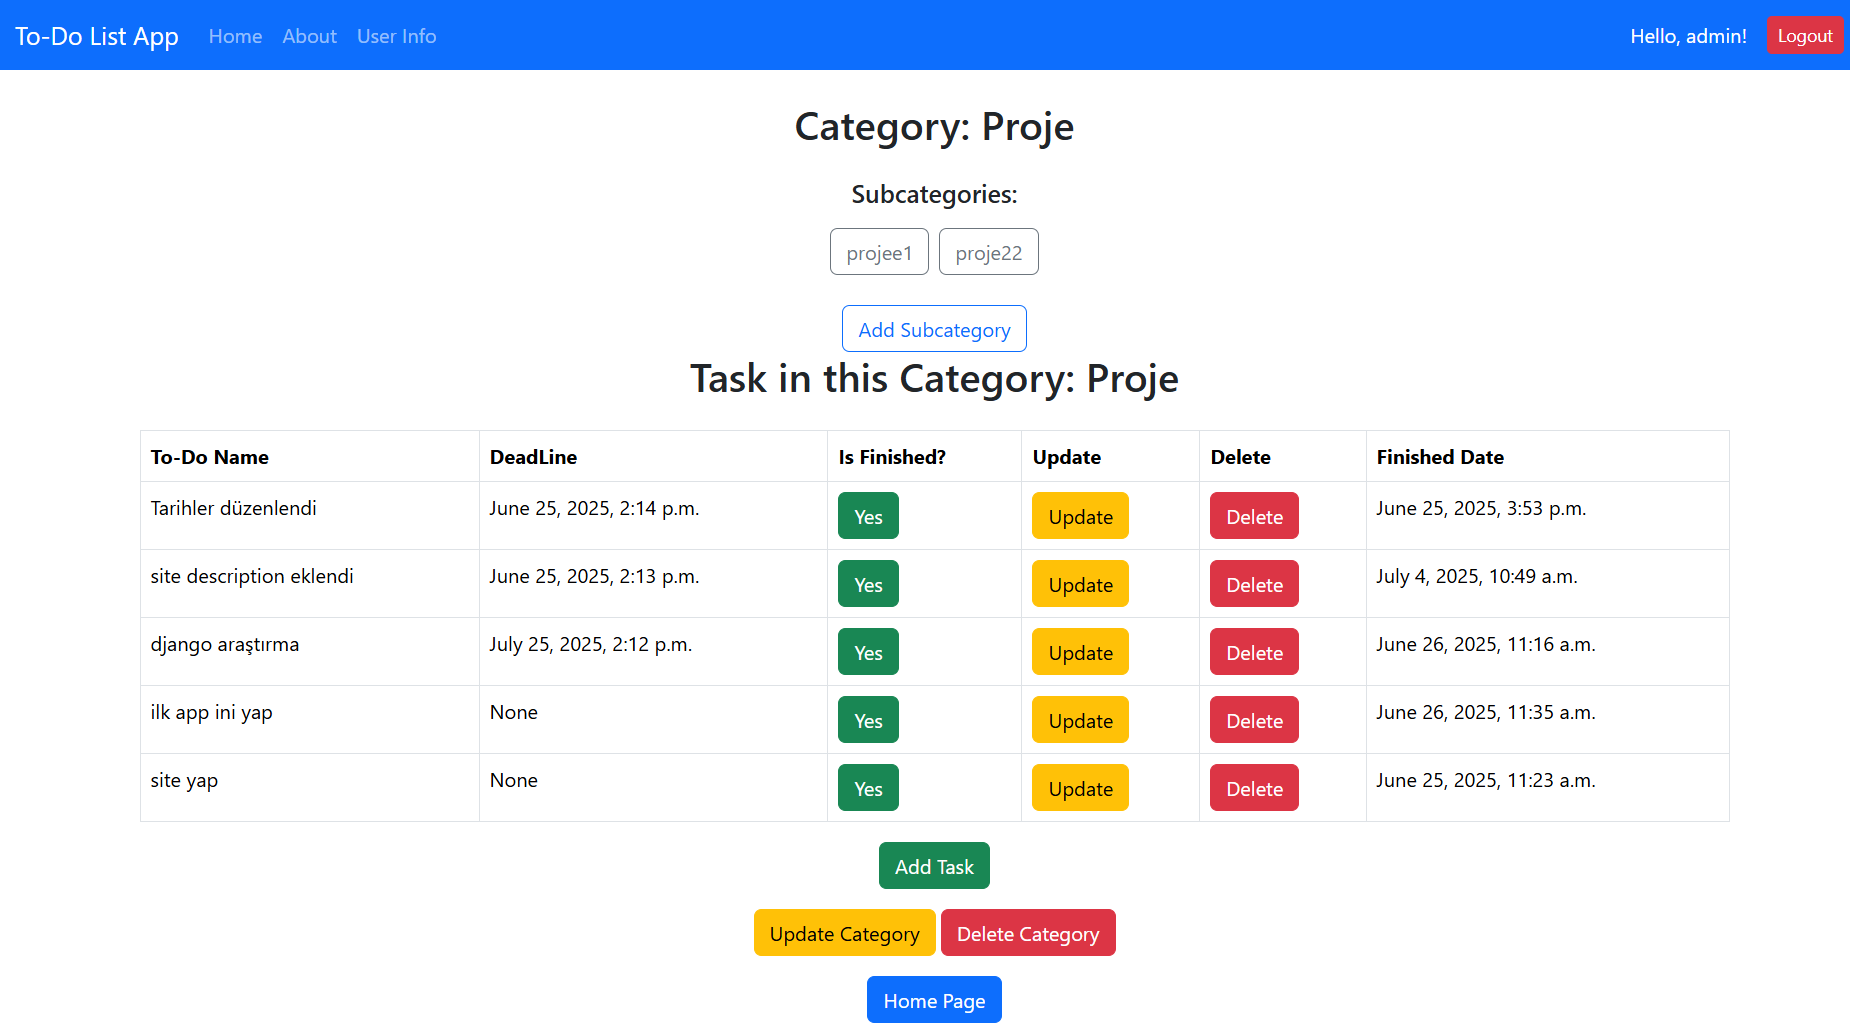 To-Do List App Home About User Info Hello, admin! Logout
Category: Proje
Subcategories:
projee1 proje22
Add Subcategory
Task in this Category: Proje
To-Do Name DeadLine Is Finished? Update Delete Finished Date
Tarihler düzenlendi June 25, 2025, 2:14 p.m. Yes Update Delete June 25, 2025, 3:53 p.m.
site description eklendi June 25, 2025, 2:13 p.m. Yes Update Delete July 4, 2025, 10:49 a.m.
django araştırma July 25, 2025, 2:12 p.m. Yes Update Delete June 26, 2025, 11:16 a.m.
ilk app ini yap None Yes Update Delete June 26, 2025, 11:35 a.m.
site yap None Yes Update Delete June 25, 2025, 11:23 a.m.
Add Task
Update Category Delete Category
Home Page